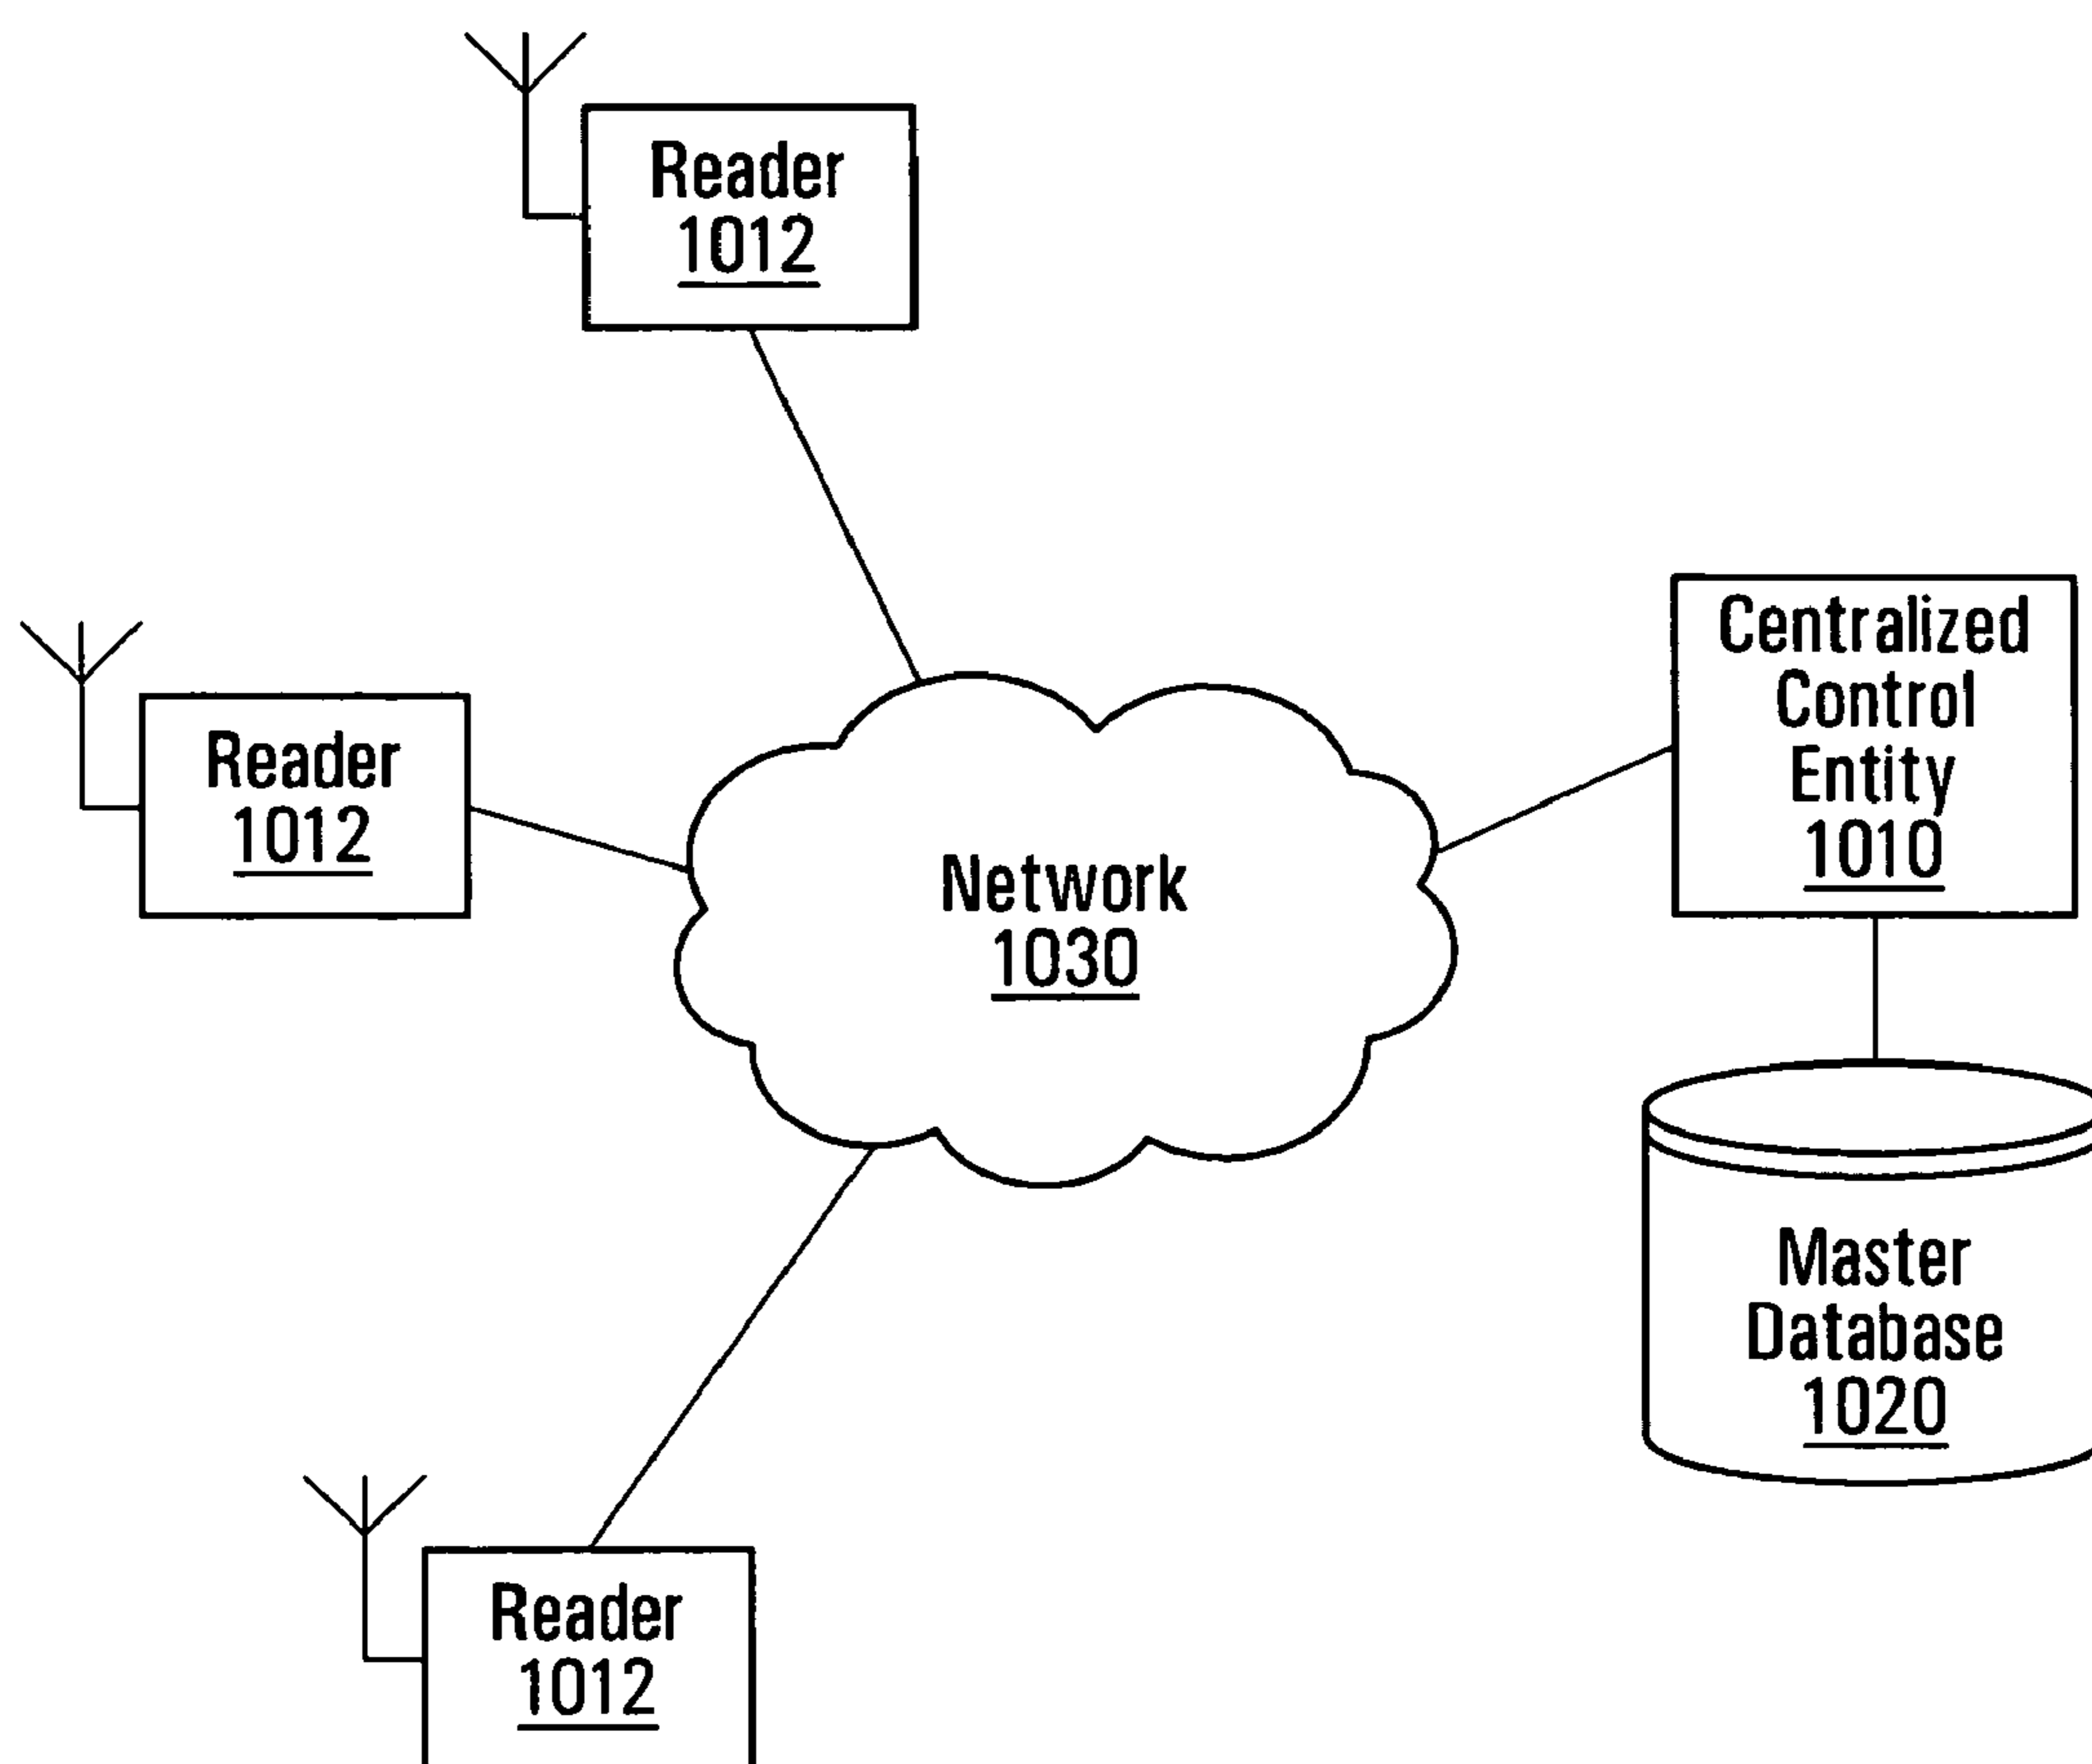 Reader
1012
Centralized
Control
Entity
1010
Reader
1012
Network
1030
Master
Database
1020
Reader
1012